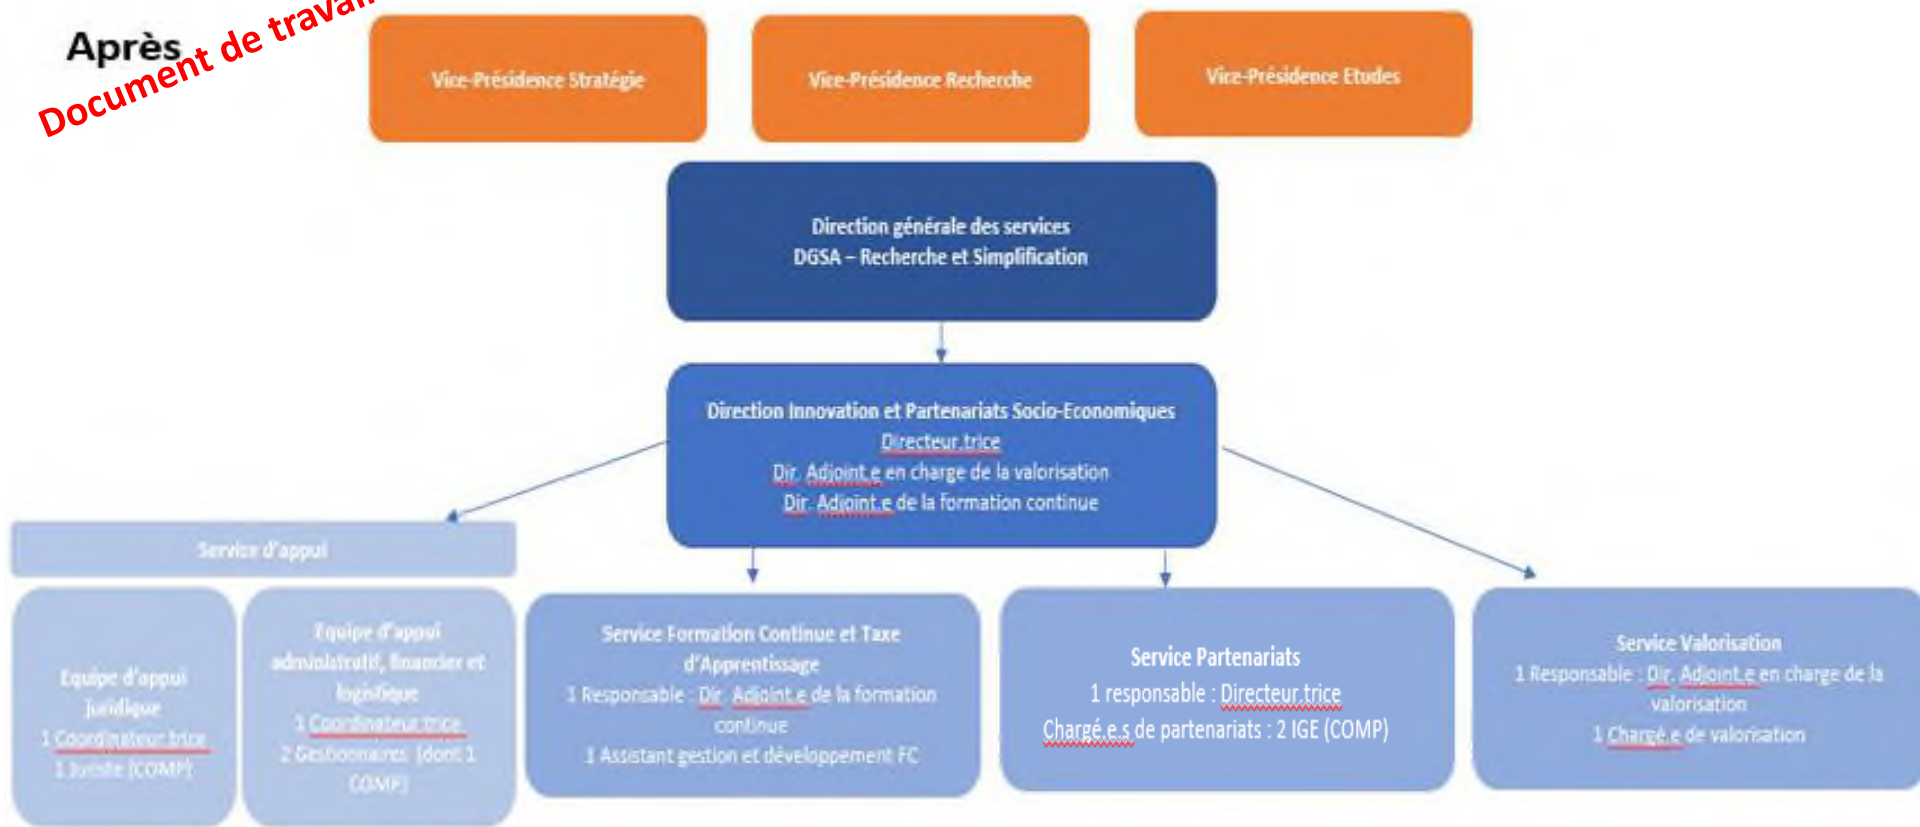 Après
Document de travail
Vice-Présidence Stratégie
Vice-Présidence Recherche
Vice-Présidence Etudes
Direction générale des services
DGSA – Recherche et Simplification
Direction Innovation et Partenariats Socio-Economiques
Directeur.trice
Dir. Adjoint.e en charge de la valorisation
Dir. Adjoint.e de la formation continue
Service d'appui
Equipe d'appui
juridique
1 Coordinateur.trice
1 Juriste (COMP)
Equipe d'appui
administratif, financier et
logistique
1 Coordinateur.trice
2 Gestionnaires (dont 1
COMP)
Service Formation Continue et Taxe
d'Apprentissage
1 Responsable : Dir. Adjoint.e de la formation
continue
1 Assistant gestion et développement FC
Service Partenariats
1 responsable : Directeur.trice
Chargé.e.s de partenariats : 2 IGE (COMP)
Service Valorisation
1 Responsable : Dir. Adjoint.e en charge de la
valorisation
1 Chargé.e de valorisation